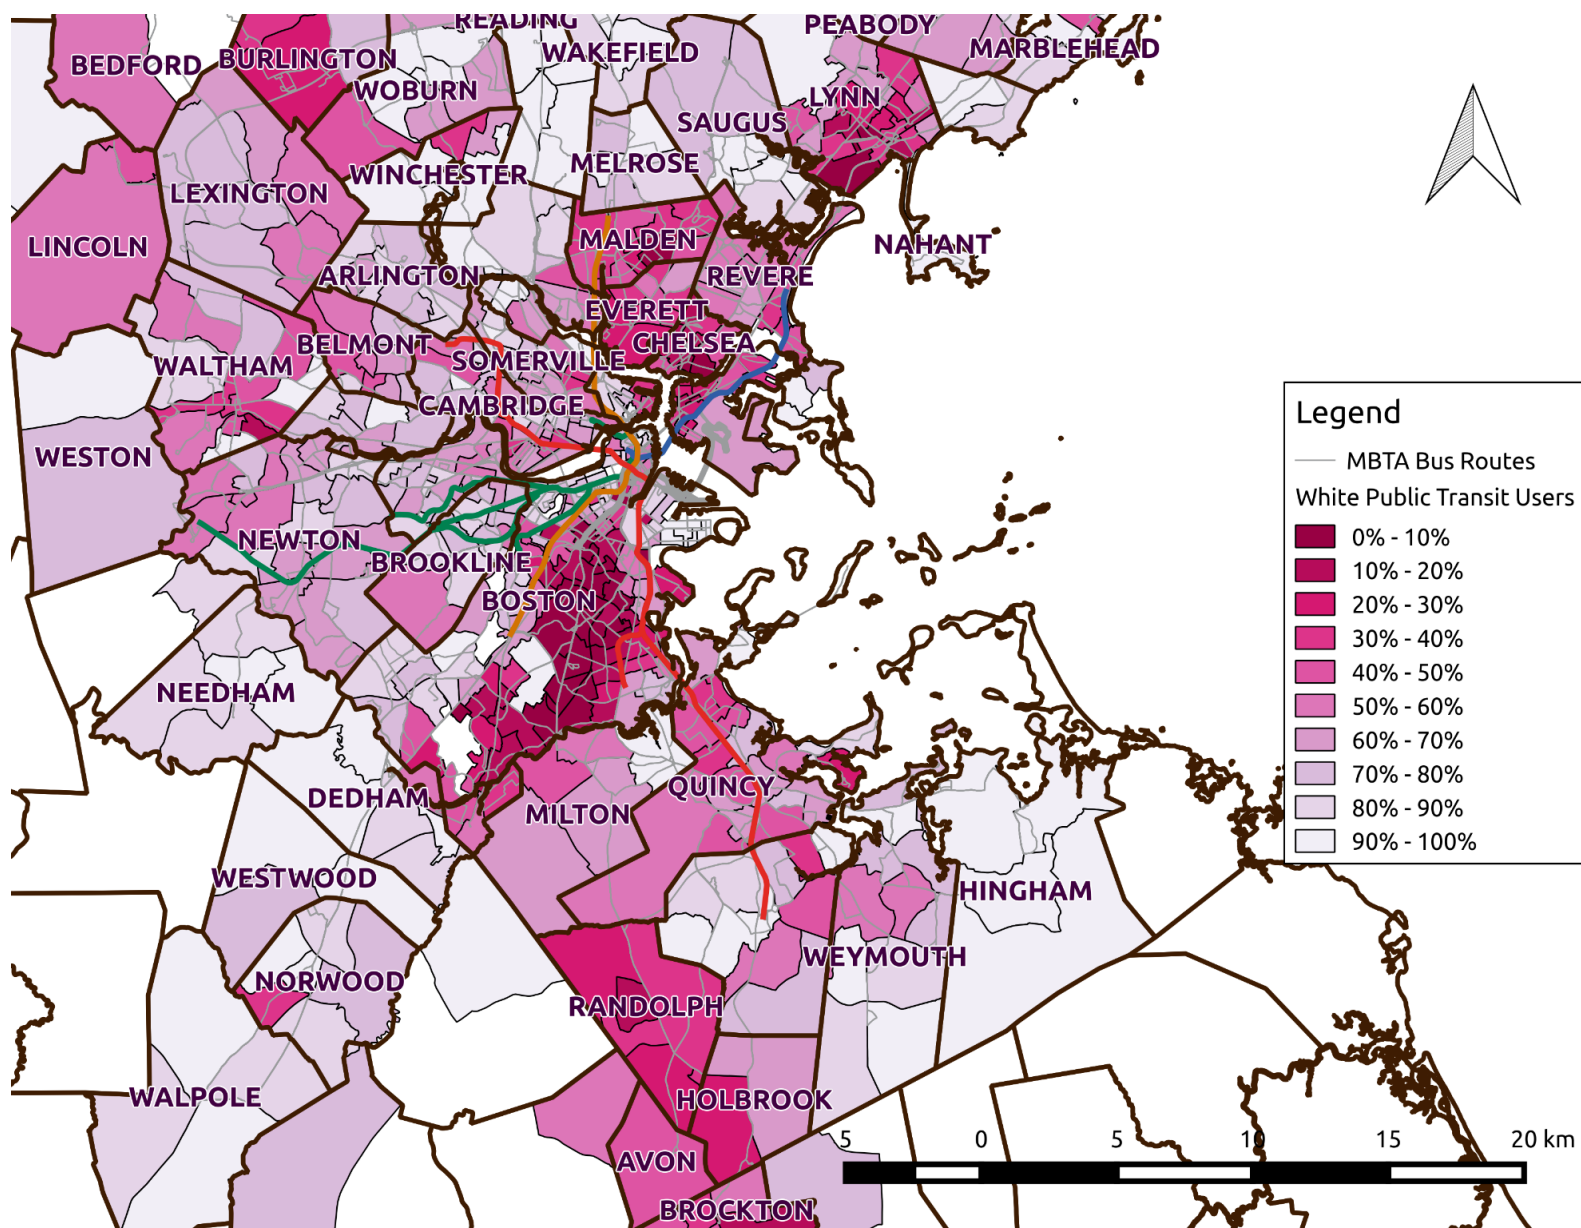 READING
PEABODY
BEDFORD
BURLINGTON
WAKEFIELD
MARBLEHEAD
WOBURN
LYNN
SAUGUS
WINCHESTER
MELROSE
LEXINGTON
LINCOLN
MALDEN
NAHANT
ARLINGTON
REVERE
EVERETT
BELMONT
CHELSEA
WALTHAM
SOMERVILLE
CAMBRIDGE
WESTON
NEWTON
BROOKLINE
BOSTON
NEEDHAM
DEDHAM
QUINCY
MILTON
WESTWOOD
HINGHAM
WEYMOUTH
NORWOOD
RANDOLPH
WALPOLE
HOLBROOK
AVON
BROCKTON
Legend
MBTA Bus Routes
White Public Transit Users
0% - 10%
10% - 20%
20% - 30%
30% - 40%
40% - 50%
50% - 60%
60% - 70%
70% - 80%
80% - 90%
90% - 100%
5 0 5 10 15 20 km